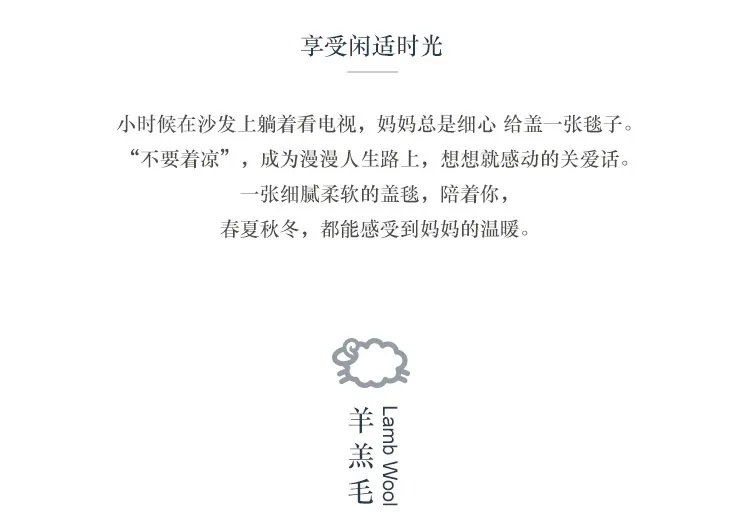 享受闲适时光
小时候在沙发上躺着看电视，妈妈总是细心 给盖一张毯子。
“不要着凉”，成为漫漫人生路上，想想就感动的关爱话。
一张细腻柔软的盖毯，陪着你，
春夏秋冬，都能感受到妈妈的温暖。
羊羔毛
Lamb Wool